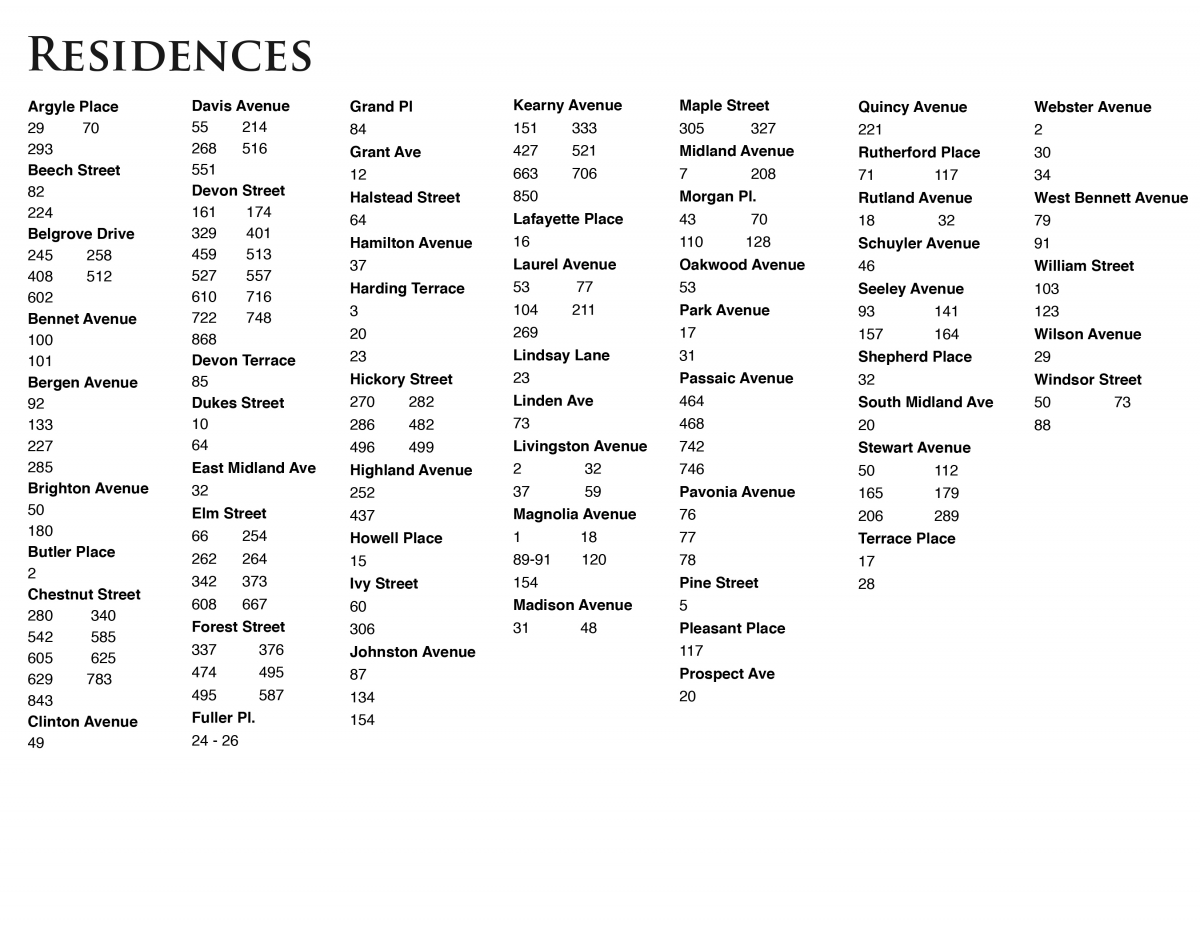 RESIDENCES
Argyle Place
29 70
293
Beech Street
82
224
Belgrove Drive
245 258
408 512
602
Bennet Avenue
100
101
Bergen Avenue
92
133
227
285
Brighton Avenue
50
180
Butler Place
2
Chestnut Street
280 340
542 585
605 625
629 783
843
Clinton Avenue
49
Davis Avenue
55 214
268 516
551
Devon Street
161 174
329 401
459 513
527 557
610 716
722 748
868
Devon Terrace
85
Dukes Street
10
64
East Midland Ave
32
Elm Street
66 254
262 264
342 373
608 667
Forest Street
337 376
474 495
495 587
Fuller Pl.
24 - 26
Grand Pl
84
Grant Ave
12
Halstead Street
64
Hamilton Avenue
37
Harding Terrace
3
20
23
Hickory Street
270 282
286 482
496 499
Highland Avenue
252
437
Howell Place
15
Ivy Street
60
306
Johnston Avenue
87
134
154
Kearny Avenue
151 333
427 521
663 706
850
Lafayette Place
16
Laurel Avenue
53 77
104 211
269
Lindsay Lane
23
Linden Ave
73
Livingston Avenue
2 32
37 59
Magnolia Avenue
1 18
89-91 120
154
Madison Avenue
31 48
Maple Street
305 327
Midland Avenue
7 208
Morgan Pl.
43 70
110 128
Oakwood Avenue
53
Park Avenue
17
31
Passaic Avenue
464
468
742
746
Pavonia Avenue
76
77
78
Pine Street
5
Pleasant Place
117
Prospect Ave
20
Quincy Avenue
221
Rutherford Place
71 117
Rutland Avenue
18 32
Schuyler Avenue
46
Seeley Avenue
93 141
157 164
Shepherd Place
32
South Midland Ave
20
Stewart Avenue
50 112
165 179
206 289
Terrace Place
17
28
Webster Avenue
2
30
34
West Bennett Avenue
79
91
William Street
103
123
Wilson Avenue
29
Windsor Street
50 73
88